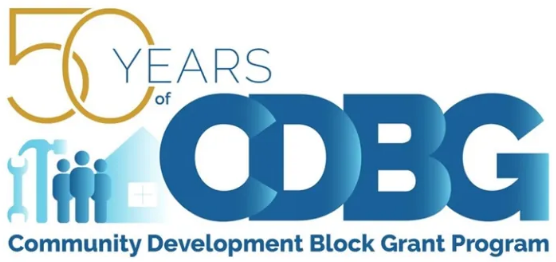 50 YEARS
of
CDBG
Community Development Block Grant Program